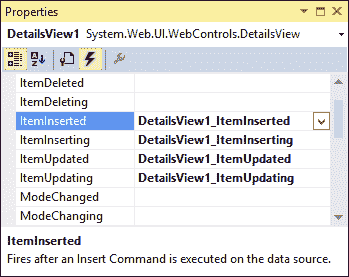 Properties
DetailsView1 System.Web.UI.WebControls.DetailsView
ItemDeleted
ItemDeleting
ItemInserted DetailsView1_ItemInserted
ItemInserting DetailsView1_ItemInserting
ItemUpdated DetailsView1_ItemUpdated
ItemUpdating DetailsView1_ItemUpdating
ModeChanged
ModeChanging
ItemInserted
Fires after an Insert Command is executed on the data source.